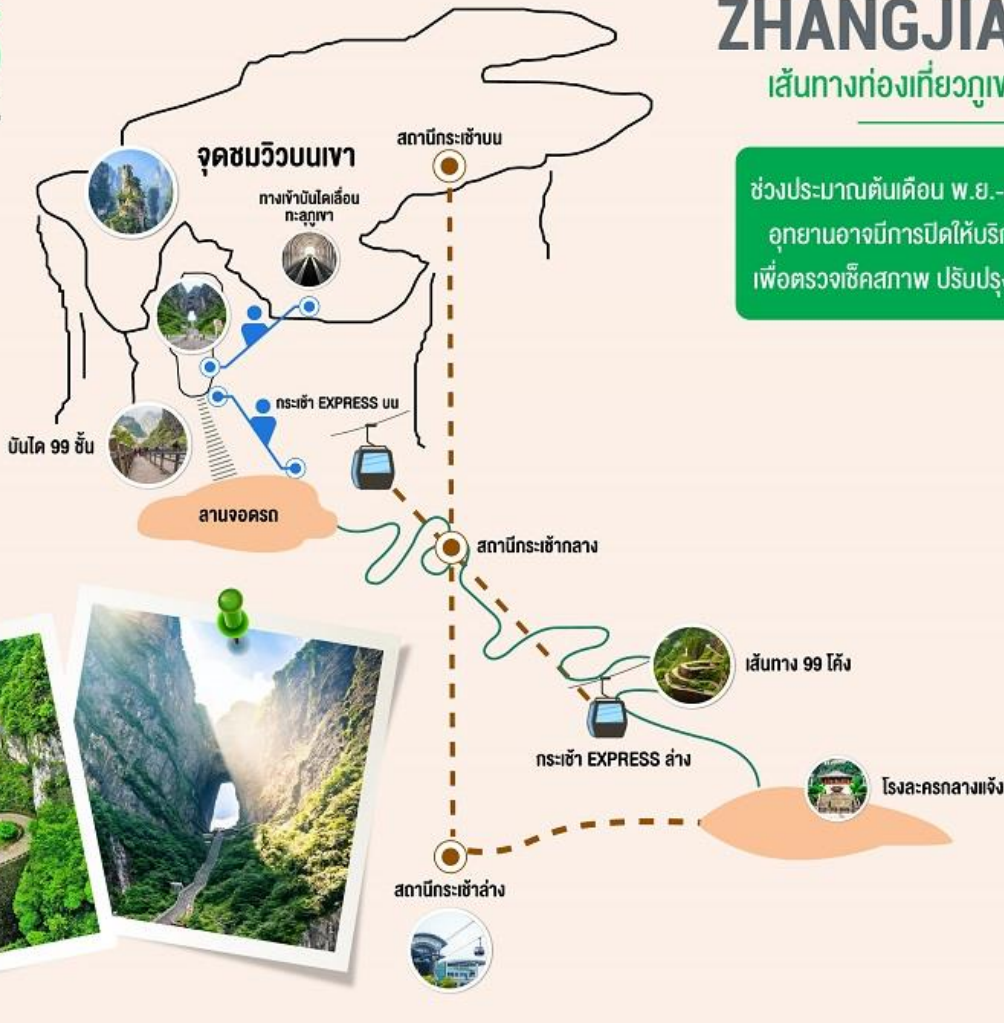 ZHANGJIA
เส้นทางท่องเที่ยวภูเข
ช่วงประมาณต้นเดือน พ.ย.–
อุทยานอาจมีการปิดให้บริก
เพื่อตรวจเช็คสภาพ ปรับปรุง
สถานีกระเช้าบน
จุดชมวิวบนเขา
ทางเข้าบันไดเลื่อน
ทะลุภูเขา
กระเช้า EXPRESS บน
บันได 99 ชั้น
ลานจอดรถ
สถานีกระเช้ากลาง
เส้นทาง 99 โค้ง
กระเช้า EXPRESS ล่าง
โรงละครกลางแจ้ง
สถานีกระเช้าล่าง